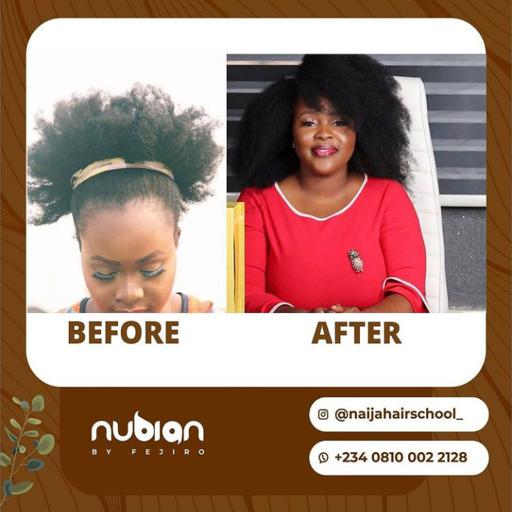 BEFORE
AFTER
nubian
BY FEJIRO
@naijahairschool_
+234 0810 002 2128